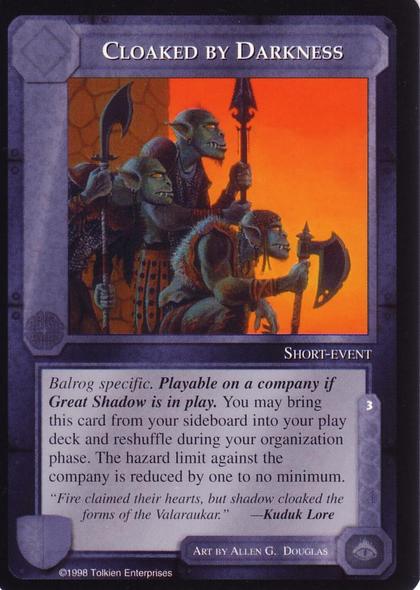 CLOAKED BY DARKNESS
SHORT-EVENT
Balrog specific. Playable on a company if
Great Shadow is in play. You may bring
this card from your sideboard into your play
deck and reshuffle during your organization
phase. The hazard limit against the
company is reduced by one to no minimum.
3
"Fire claimed their hearts, but shadow cloaked the
forms of the Valaraukar." —Kuduk Lore
ART BY ALLEN G. DOUGLAS
©1998 Tolkien Enterprises